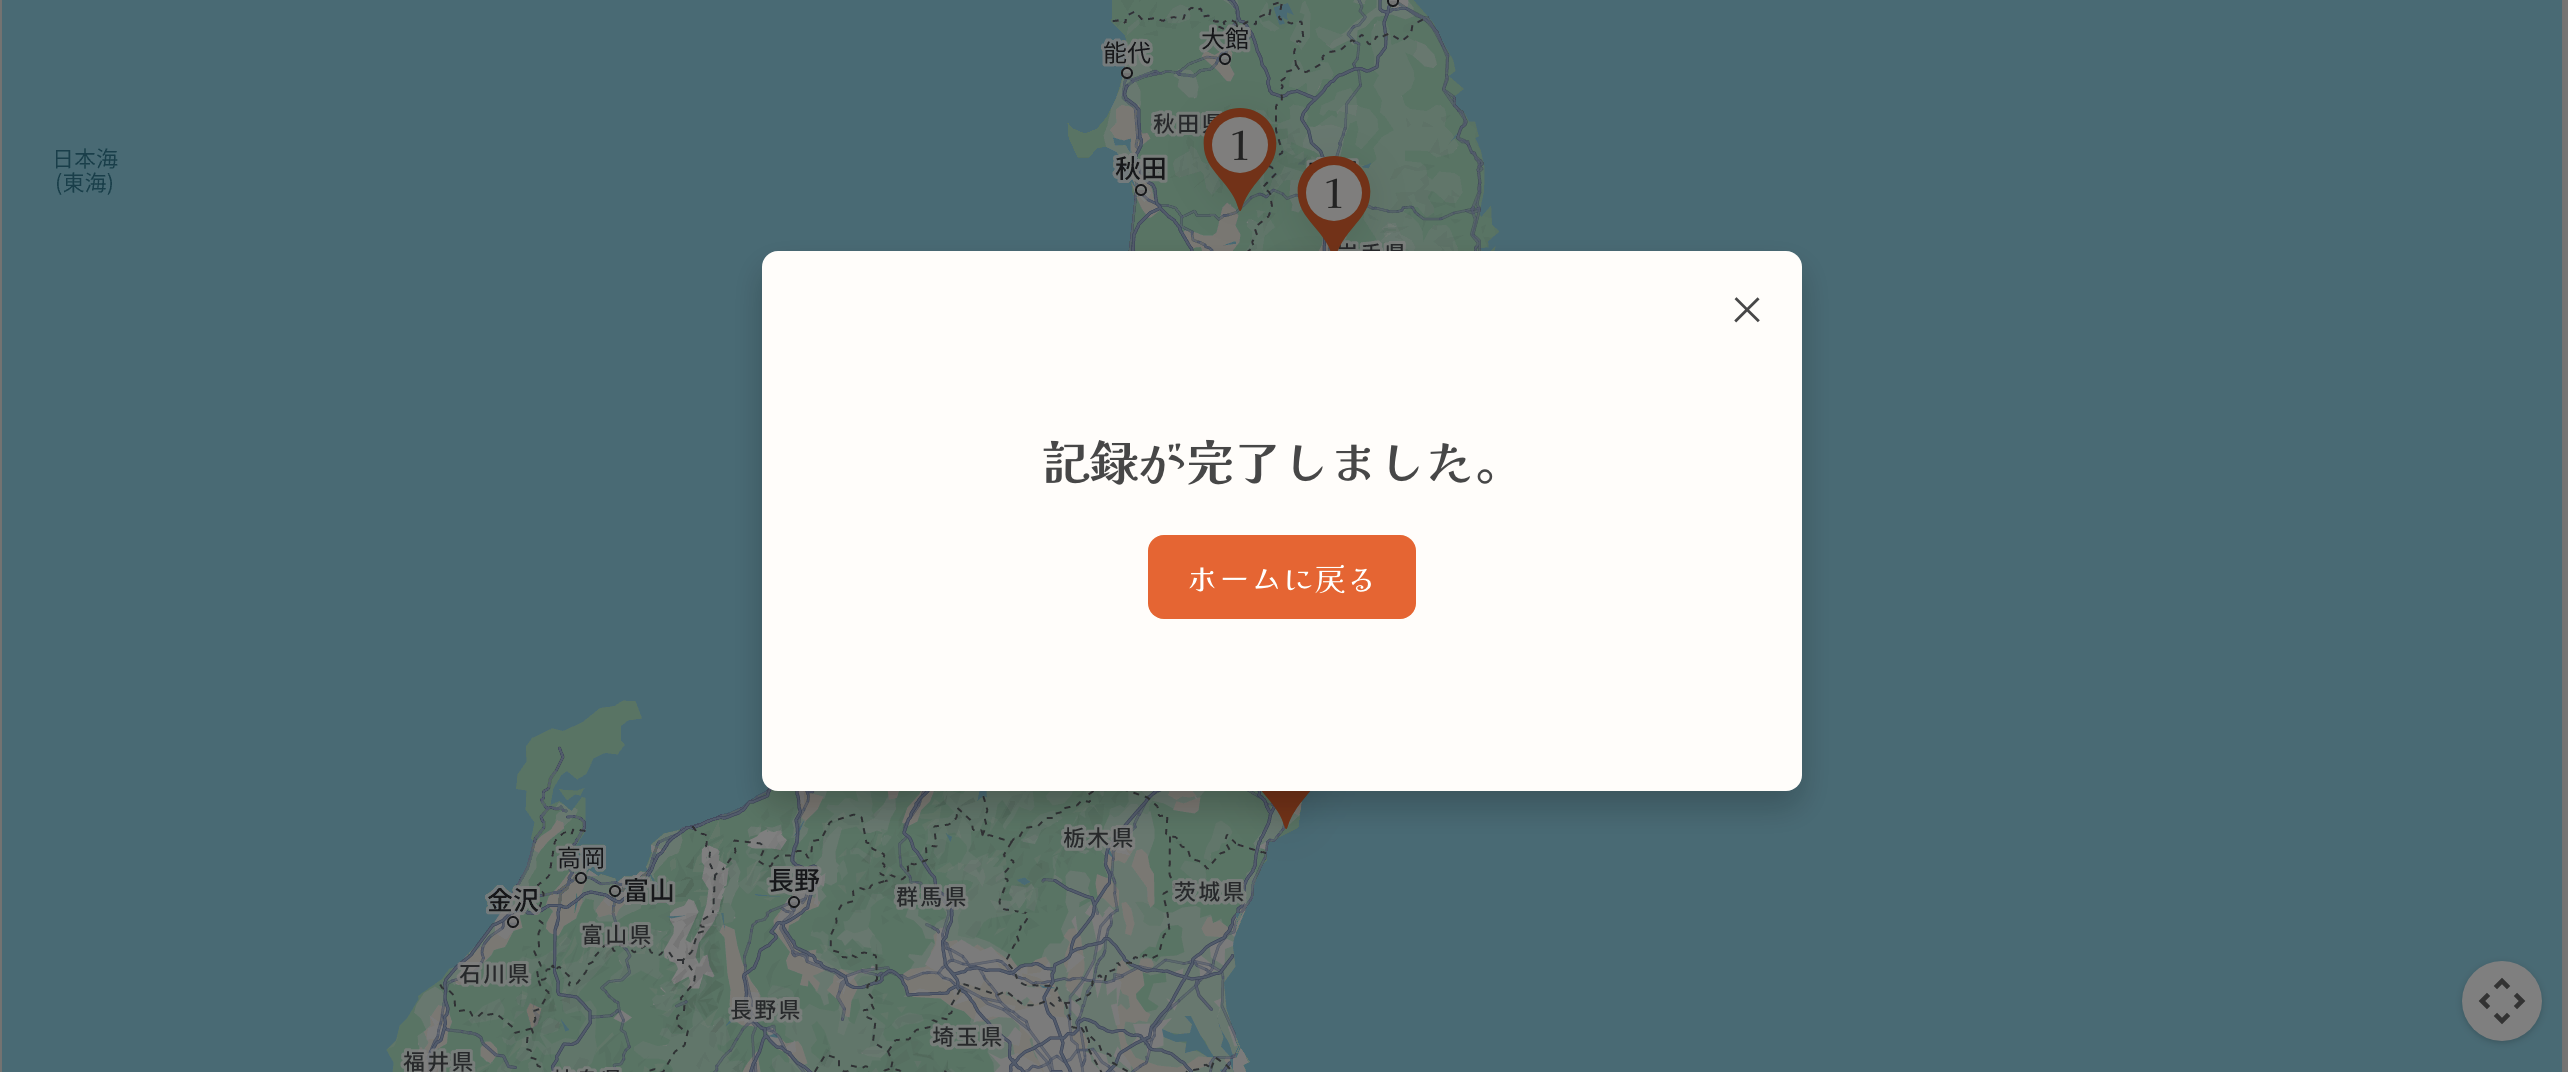 能代
大館
秋田県
日本海
(東海)
秋田
1
1
岩手県
記録が完了しました。
ホームに戻る
栃木県
高岡
金沢
富山
長野
群馬県
茨城県
富山県
石川県
長野県
埼玉県
福井県